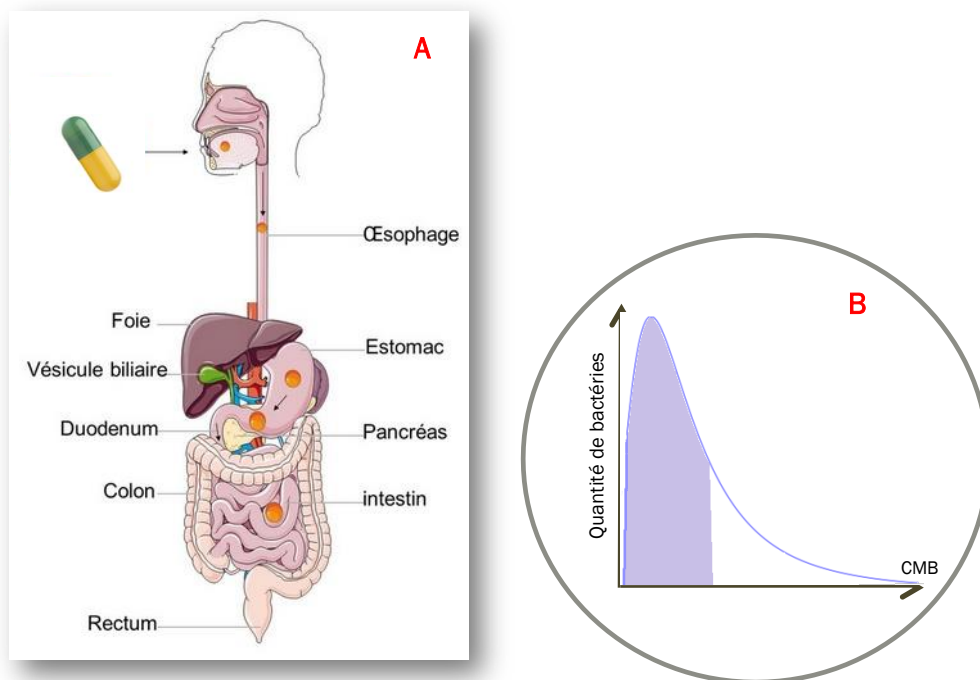 A
Œsophage
Foie
Estomac
Vésicule biliaire
Duodenum
Pancréas
Colon
intestin
Rectum
B
Quantité de bactéries
CMB